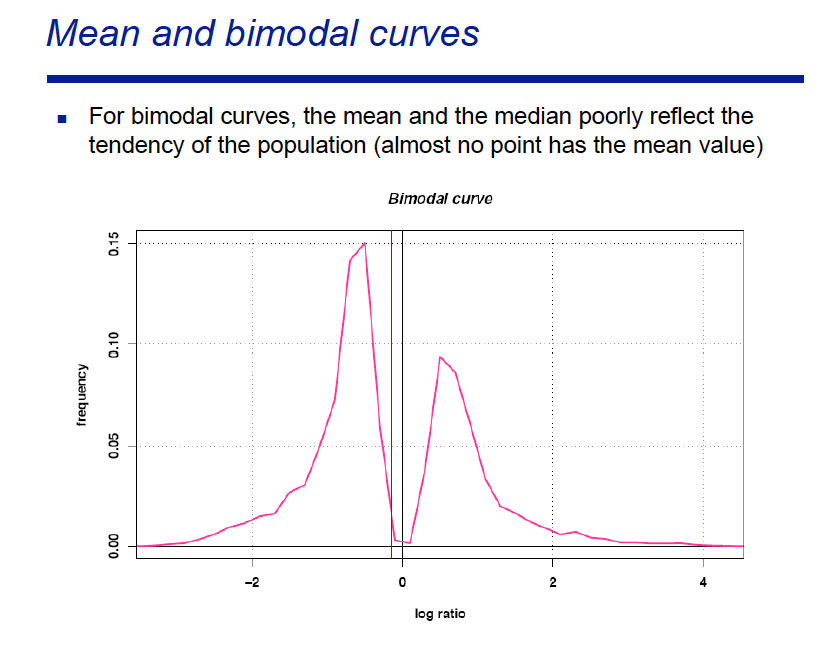 Mean and bimodal curves
For bimodal curves, the mean and the median poorly reflect the
tendency of the population (almost no point has the mean value)
Bimodal curve
0.15
0.10
0.05
0.00
frequency
−2
0
2
4
log ratio